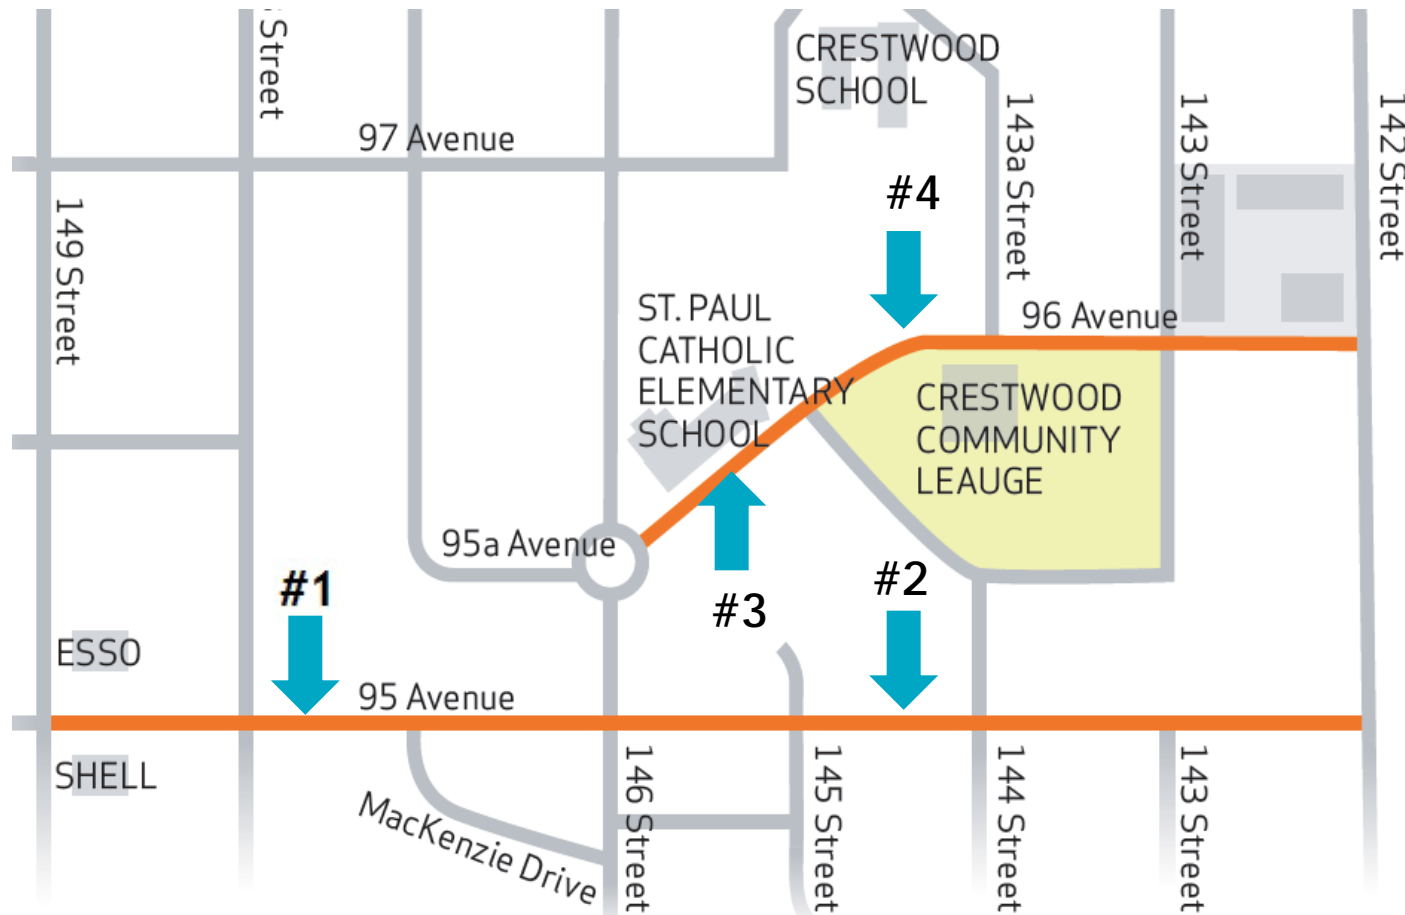 Street
CRESTWOOD
SCHOOL
97 Avenue
143a Street
143 Street
142 Street
#4
149 Street
ST. PAUL
CATHOLIC
ELEMENTARY
SCHOOL
96 Avenue
CRESTWOOD
COMMUNITY
LEAUGE
95a Avenue
#1
#3
#2
ESSO
95 Avenue
SHELL
MacKenzie Drive
146 Street
145 Street
144 Street
143 Street